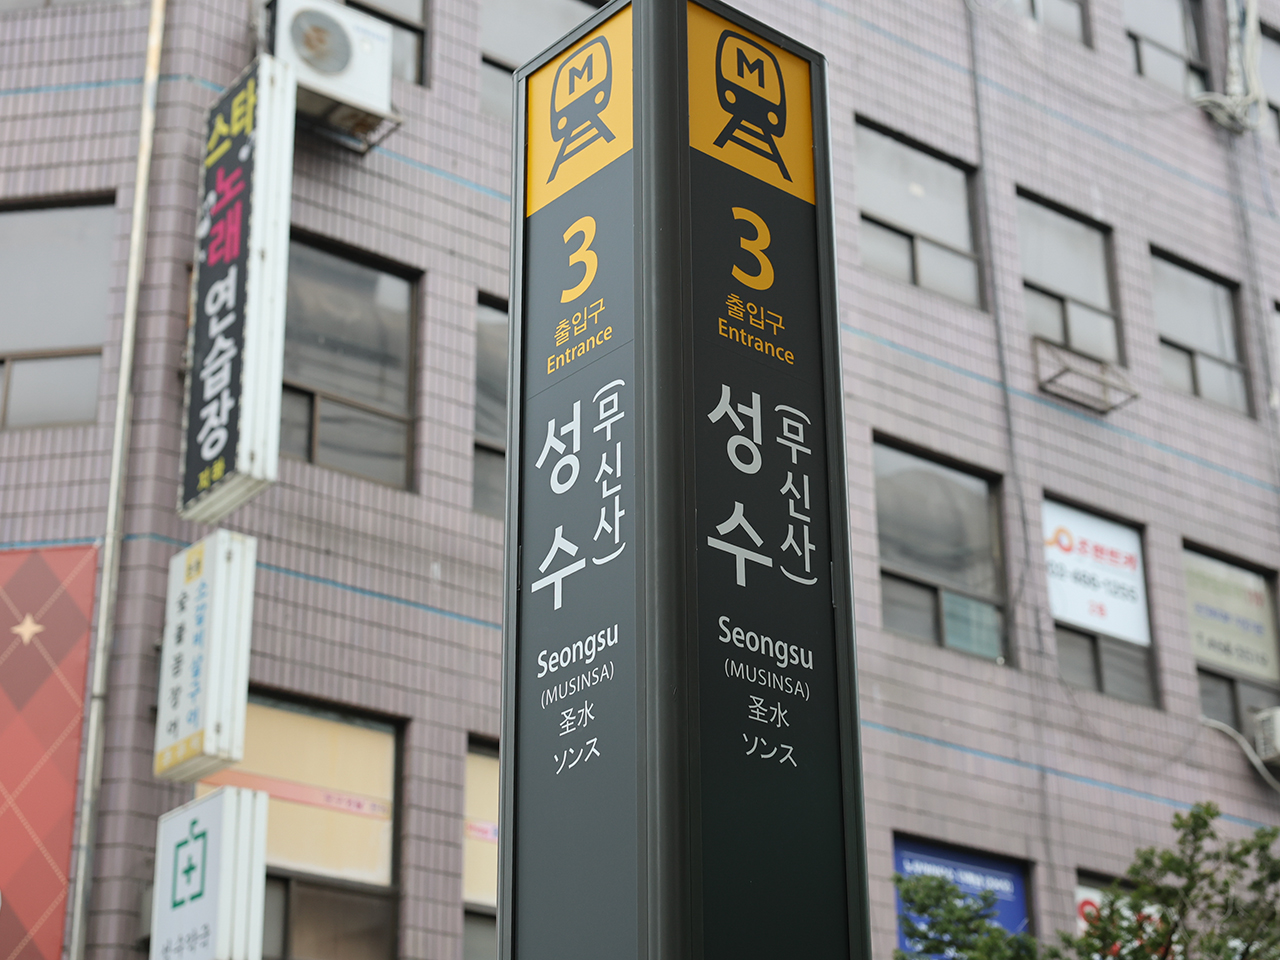 M
3
출입구
Entrance
성수
(무신사)
Seongsu
(MUSINSA)
圣水
ソンス
M
3
출입구
Entrance
성수
(무신사)
Seongsu
(MUSINSA)
圣水
ソンス
스타
노래
연습장
지하